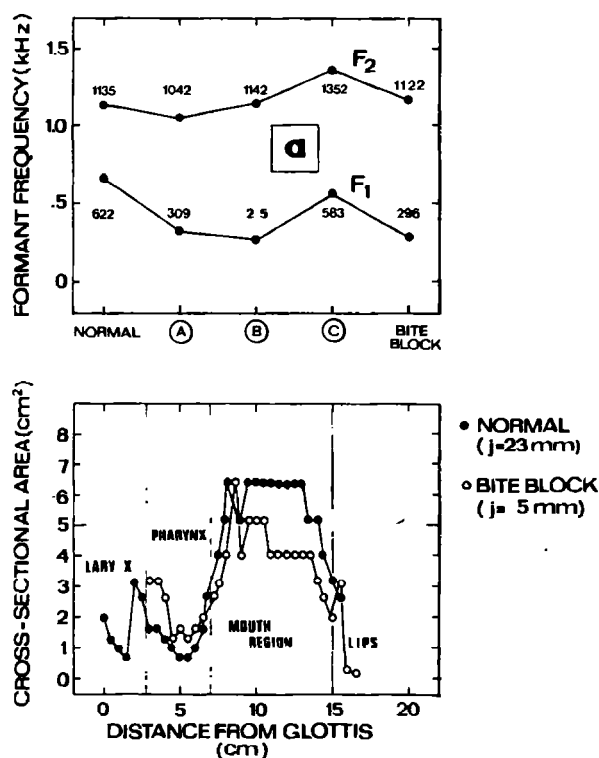 FORMANT FREQUENCY (kHz)
1.5
1.0
.5
0
F2
1135 1042 1142 1352 1122
a
F1
622 309 2 5 583 296
NORMAL A B C BITE BLOCK
CROSS-SECTIONAL AREA (cm²)
8
7
6
5
4
3
2
1
0
LARY X
PHARYNX
MOUTH
REGION
LIPS
0 5 10 15 20
DISTANCE FROM GLOTTIS
(cm)
NORMAL
(j=23 mm)
BITE BLOCK
(j= 5 mm)